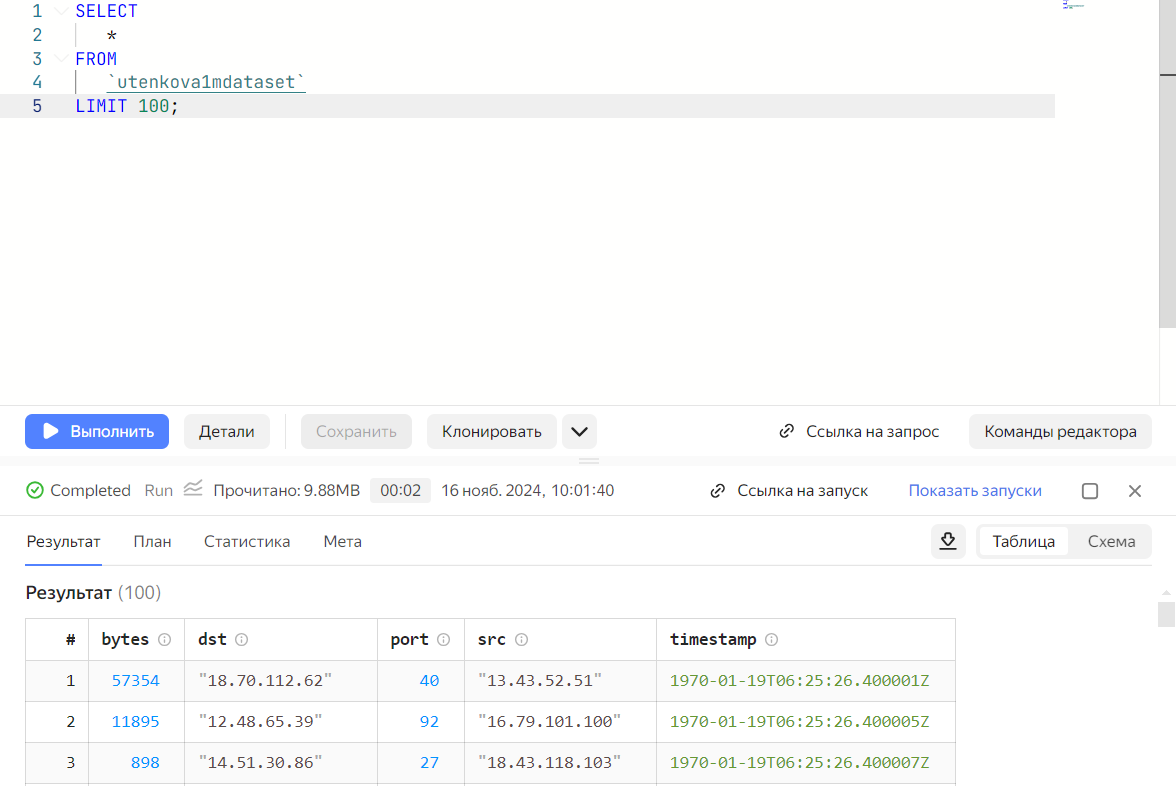 1 SELECT
2 *
3 FROM
4 `utenkova1mdataset`
5 LIMIT 100;
Выполнить Детали Сохранить Клонировать Ссылка на запрос Команды редактора
Completed Run Прочитано: 9.88MB 00:02 16 нояб. 2024, 10:01:40 Ссылка на запуск Показать запуски
Результат План Статистика Мета Таблица Схема
Результат (100)
# bytes dst port src timestamp
1 57354 "18.70.112.62" 40 "13.43.52.51" 1970-01-19T06:25:26.400001Z
2 11895 "12.48.65.39" 92 "16.79.101.100" 1970-01-19T06:25:26.400005Z
3 898 "14.51.30.86" 27 "18.43.118.103" 1970-01-19T06:25:26.400007Z